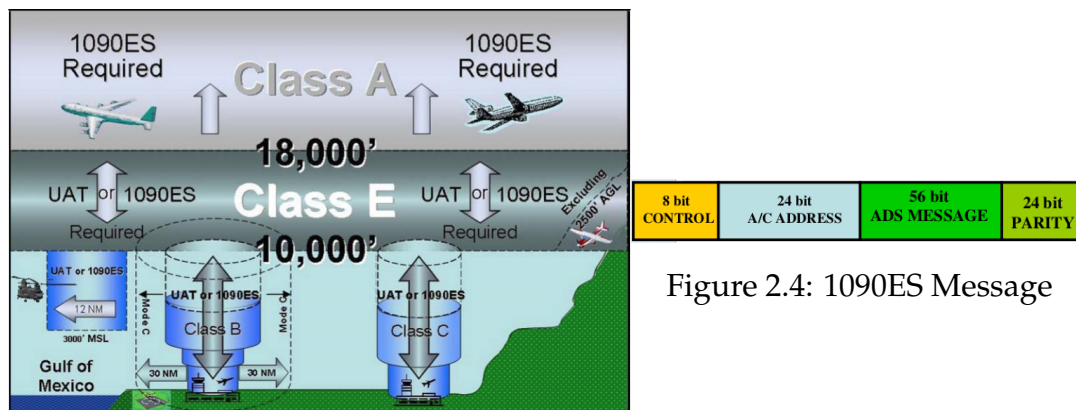 1090ES
Required
1090ES
Required
Class A
18,000'
UAT or 1090ES
Required
Class E
UAT or 1090ES
Required
Excluding
2500' AGL
10,000'
UAT or 1090ES
12 NM
3000' MSL
Gulf of
Mexico
Mode C
UAT or 1090ES
Mode C
Class B
30 NM
30 NM
UAT or 1090ES
Class C
8 bit
CONTROL
24 bit
A/C ADDRESS
56 bit
ADS MESSAGE
24 bit
PARITY
Figure 2.4: 1090ES Message